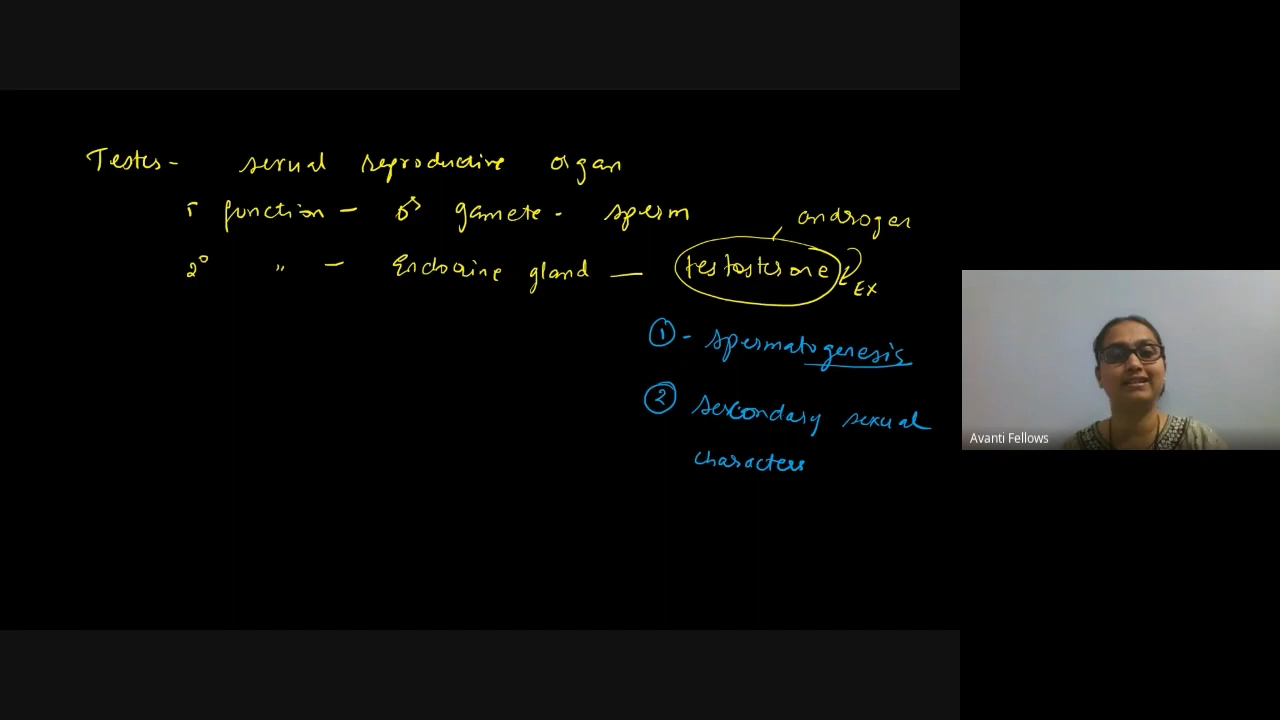 Testes - sexual reproductive organ
1° function - ♂ gamete - sperm
androgen
2° " - Endocrine gland — testosterone
EX
① - spermatogenesis
② secondary sexual
characters
Avanti Fellows